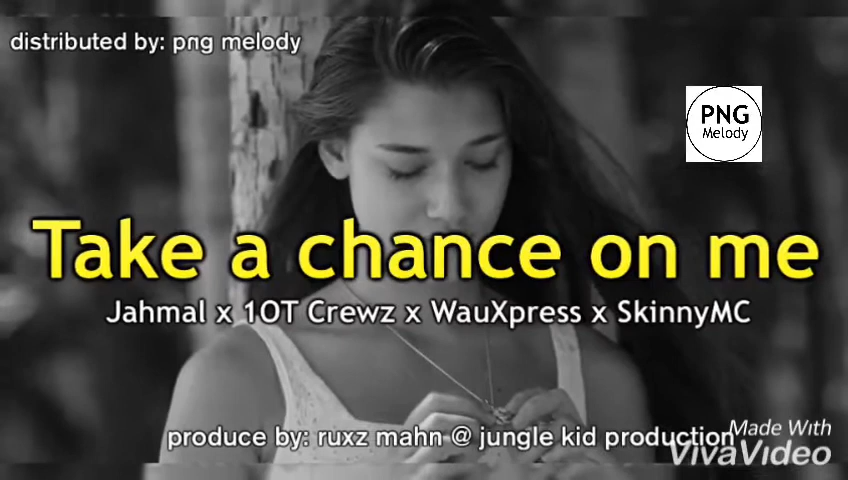 distributed by: png melody
PNG
Melody
Take a chance on me
Jahmal x 1OT Crewz x WauXpress x SkinnyMC
produce by: ruxz mahn @ jungle kid production
Made With
VivaVideo